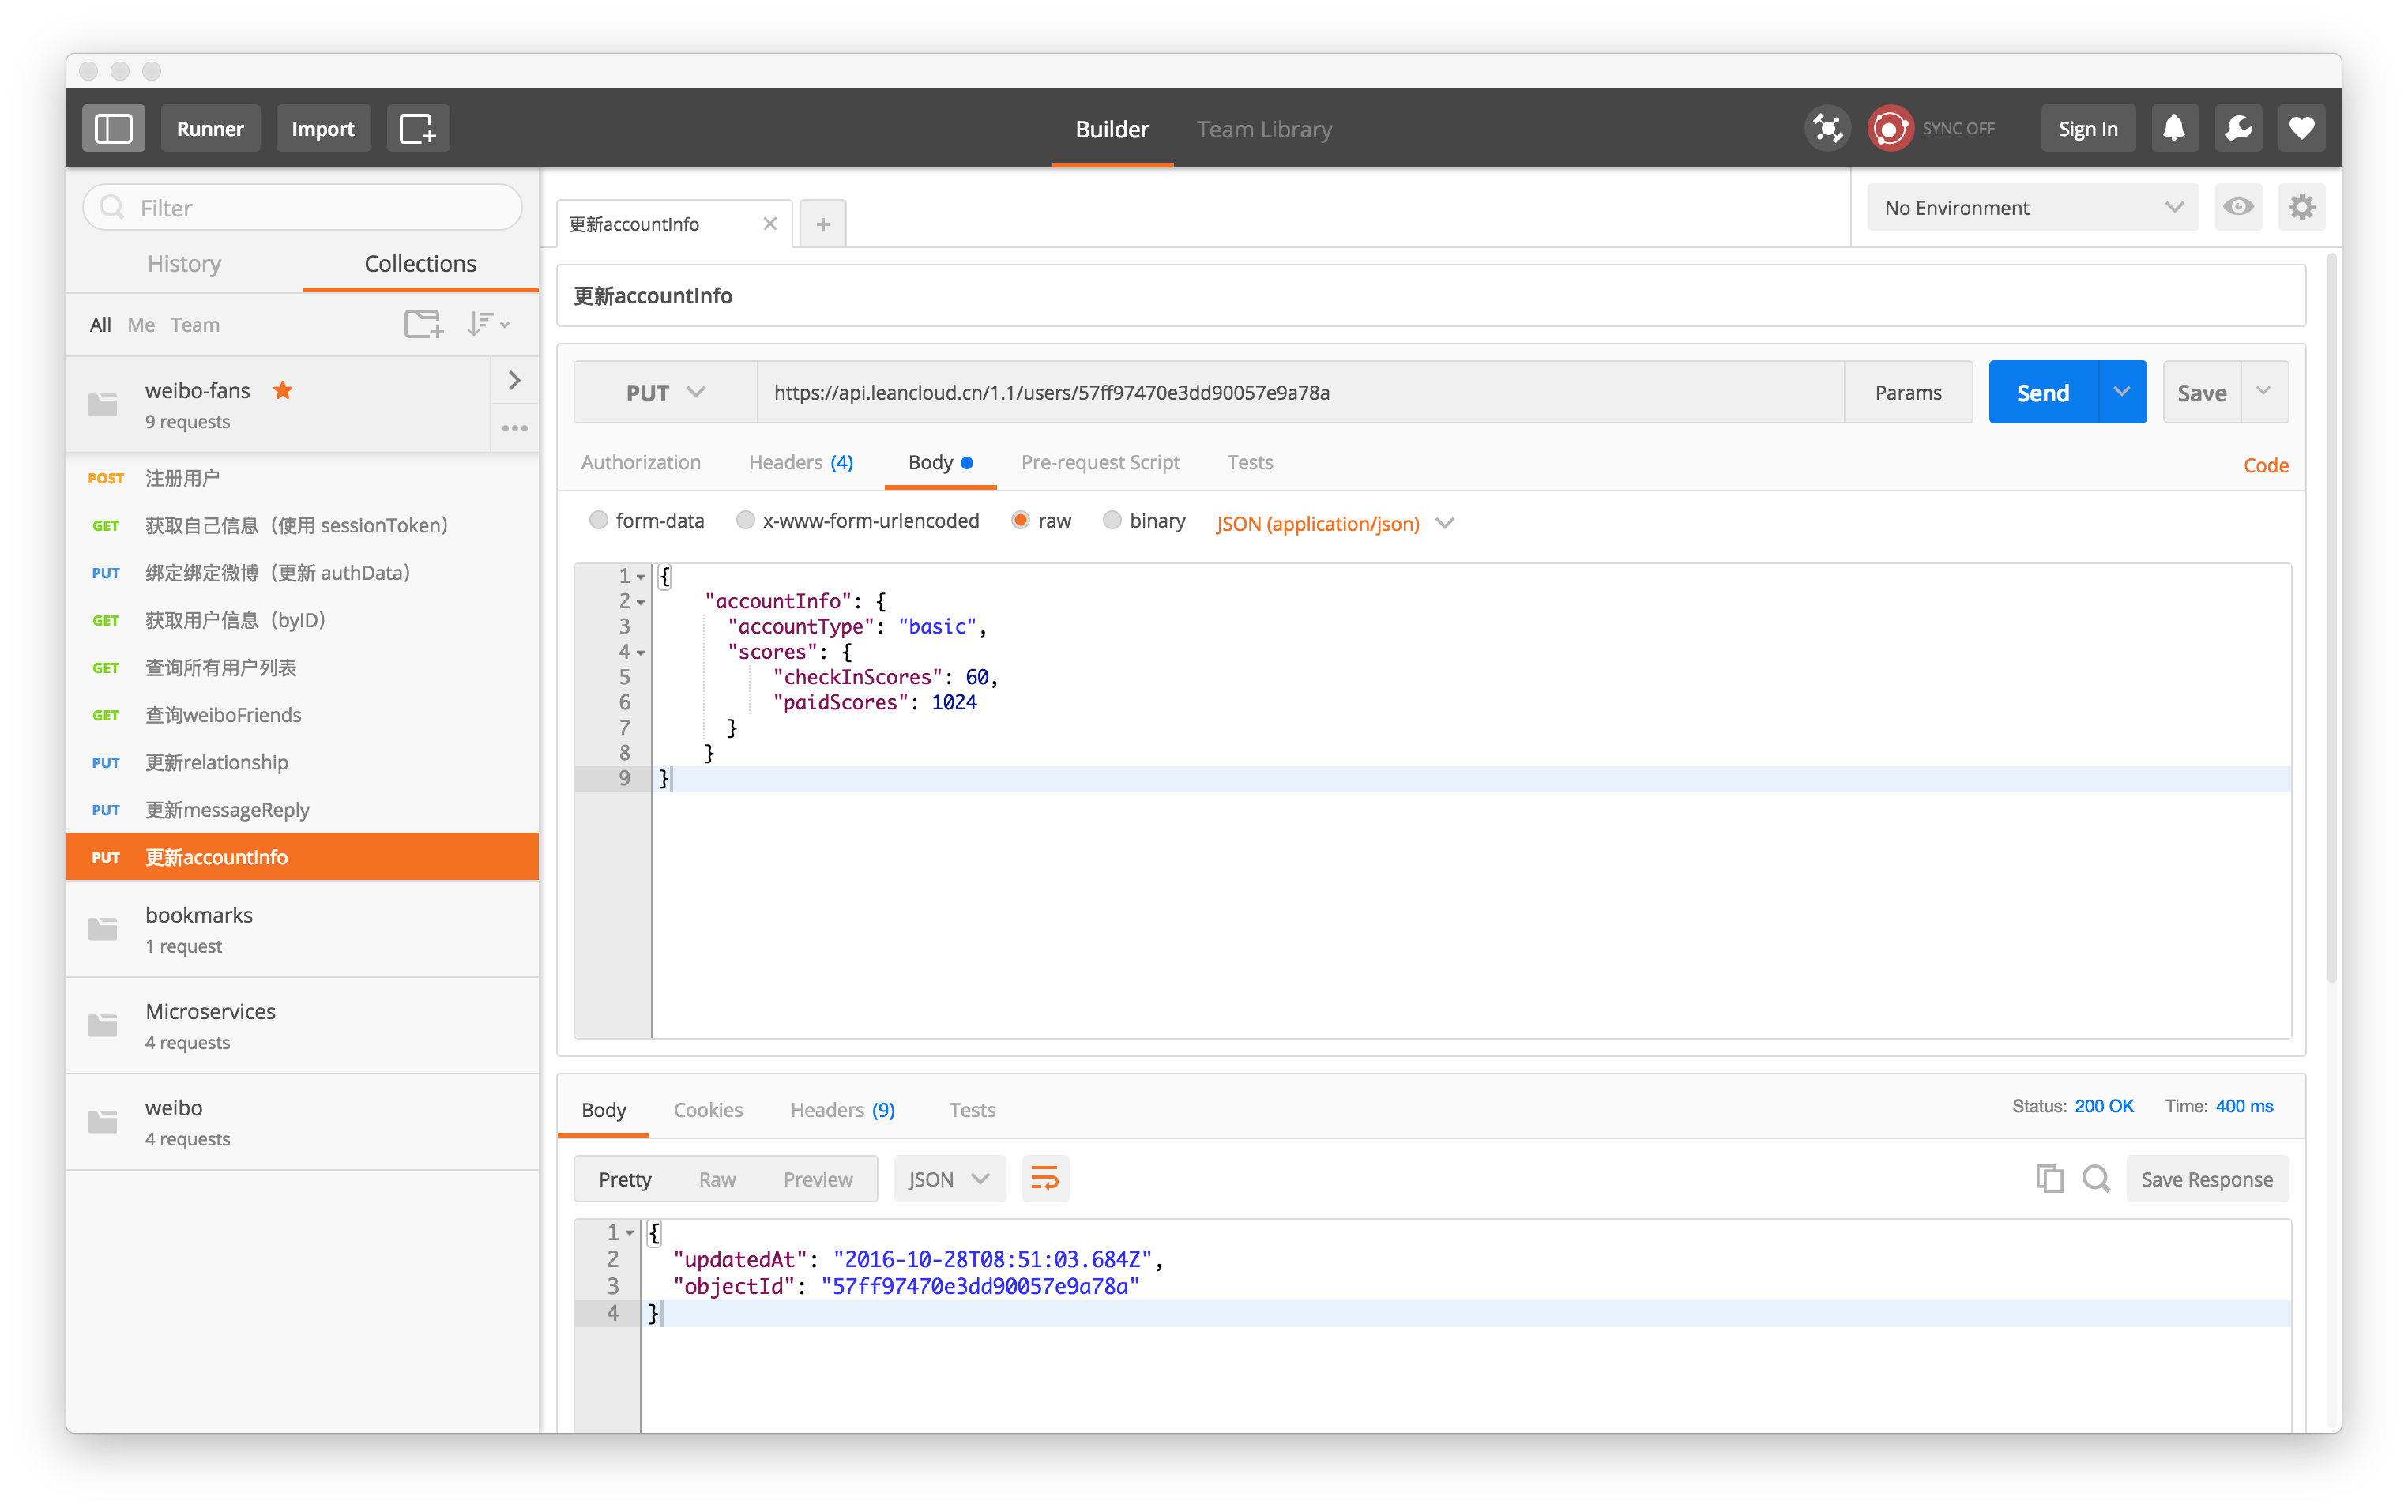 Runner Import Builder Team Library SYNC OFF Sign In
Filter
History Collections
All Me Team
weibo-fans
9 requests
POST 注册用户
GET 获取自己信息（使用 sessionToken）
PUT 绑定绑定微博（更新 authData）
GET 获取用户信息（byID）
GET 查询所有用户列表
GET 查询weiboFriends
PUT 更新relationship
PUT 更新messageReply
PUT 更新accountInfo
bookmarks
1 request
Microservices
4 requests
weibo
4 requests
更新accountInfo
No Environment
更新accountInfo
PUT https://api.leancloud.cn/1.1/users/57ff97470e3dd90057e9a78a Params Send Save
Authorization Headers (4) Body Pre-request Script Tests Code
form-data x-www-form-urlencoded raw binary JSON (application/json)
1 {
2 "accountInfo": {
3 "accountType": "basic",
4 "scores": {
5 "checkInScores": 60,
6 "paidScores": 1024
7 }
8 }
9 }
Body Cookies Headers (9) Tests Status: 200 OK Time: 400 ms
Pretty Raw Preview JSON Save Response
1 {
2 "updatedAt": "2016-10-28T08:51:03.684Z",
3 "objectId": "57ff97470e3dd90057e9a78a"
4 }